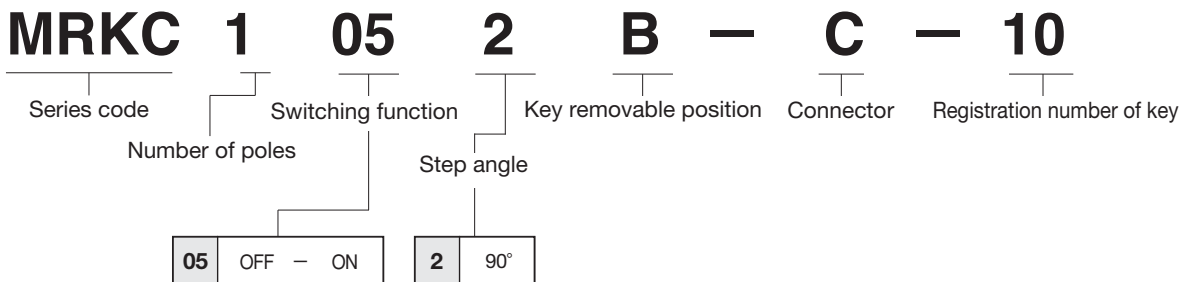 MRKC 1 05 2 B — C — 10
Series code
Switching function
Key removable position
Connector
Registration number of key
Number of poles
Step angle
05 OFF — ON
2 90°